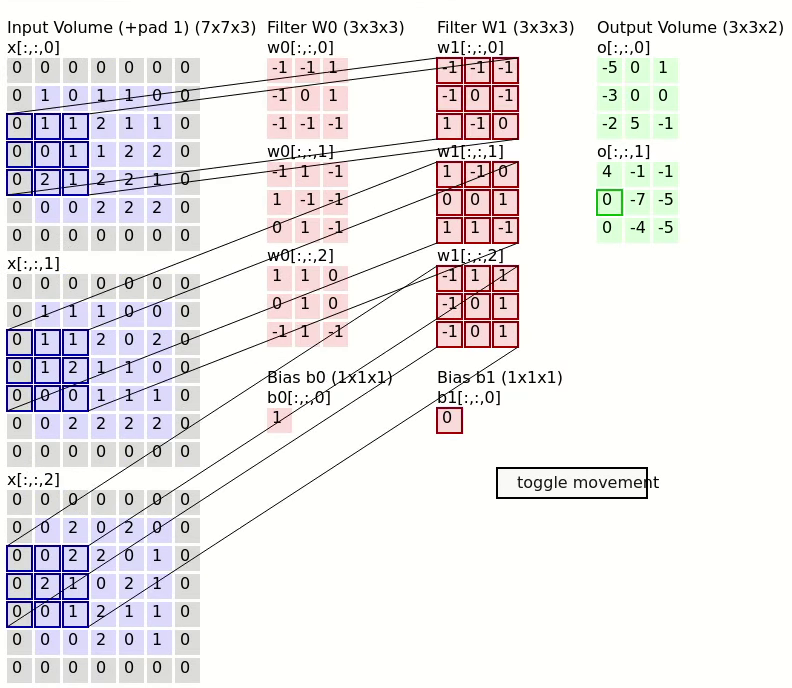 Input Volume (+pad 1) (7x7x3)
x[:,:,0]
0 0 0 0 0 0 0
0 1 0 1 1 0 0
0 1 1 2 1 1 0
0 0 1 1 2 2 0
0 2 1 2 2 1 0
0 0 0 2 2 2 0
0 0 0 0 0 0 0
x[:,:,1]
0 0 0 0 0 0 0
0 1 1 1 0 0 0
0 1 1 2 0 2 0
0 1 2 1 1 0 0
0 0 0 1 1 1 0
0 0 2 2 2 2 0
0 0 0 0 0 0 0
x[:,:,2]
0 0 0 0 0 0 0
0 0 2 0 2 0 0
0 0 2 2 0 1 0
0 2 1 0 2 1 0
0 0 1 2 1 1 0
0 0 0 2 0 1 0
0 0 0 0 0 0 0
Filter W0 (3x3x3)
w0[:,:,0]
-1 -1 1
-1 0 1
-1 -1 -1
w0[:,:,1]
-1 1 -1
1 -1 -1
0 1 -1
w0[:,:,2]
1 1 0
0 1 0
-1 1 -1
Bias b0 (1x1x1)
b0[:,:,0]
1
Filter W1 (3x3x3)
w1[:,:,0]
-1 -1 -1
-1 0 -1
1 -1 0
w1[:,:,1]
1 -1 0
0 0 1
1 1 -1
w1[:,:,2]
-1 1 1
-1 0 1
-1 0 1
Bias b1 (1x1x1)
b1[:,:,0]
0
Output Volume (3x3x2)
o[:,:,0]
-5 0 1
-3 0 0
-2 5 -1
o[:,:,1]
4 -1 -1
0 -7 -5
0 -4 -5
toggle movement